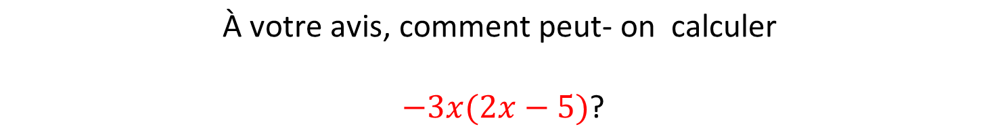 À votre avis, comment peut- on  calculer
−3𝑥(2𝑥 − 5)?